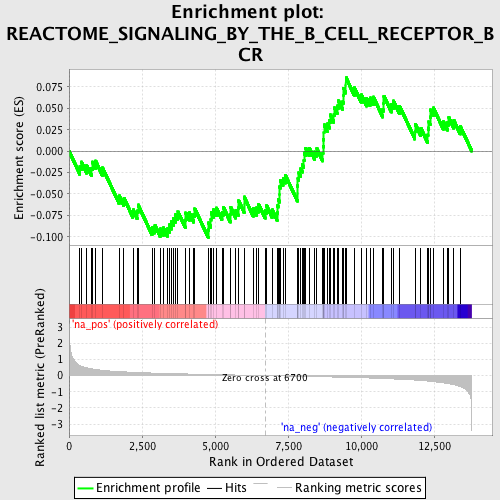 Enrichment plot:
REACTOME_SIGNALING_BY_THE_B_CELL_RECEPTOR_B
CR
Enrichment score (ES)
0.075
0.050
0.025
0.000
-0.025
-0.050
-0.075
-0.100
'na_pos' (positively correlated)
Ranked list metric (PreRanked)
3
2
1
0
-1
-2
-3
Zero cross at 6700
'na_neg' (negatively correlated)
0
2,500
5,000
7,500
10,000
12,500
Rank in Ordered Dataset
Enrichment profile
Hits
Ranking metric scores